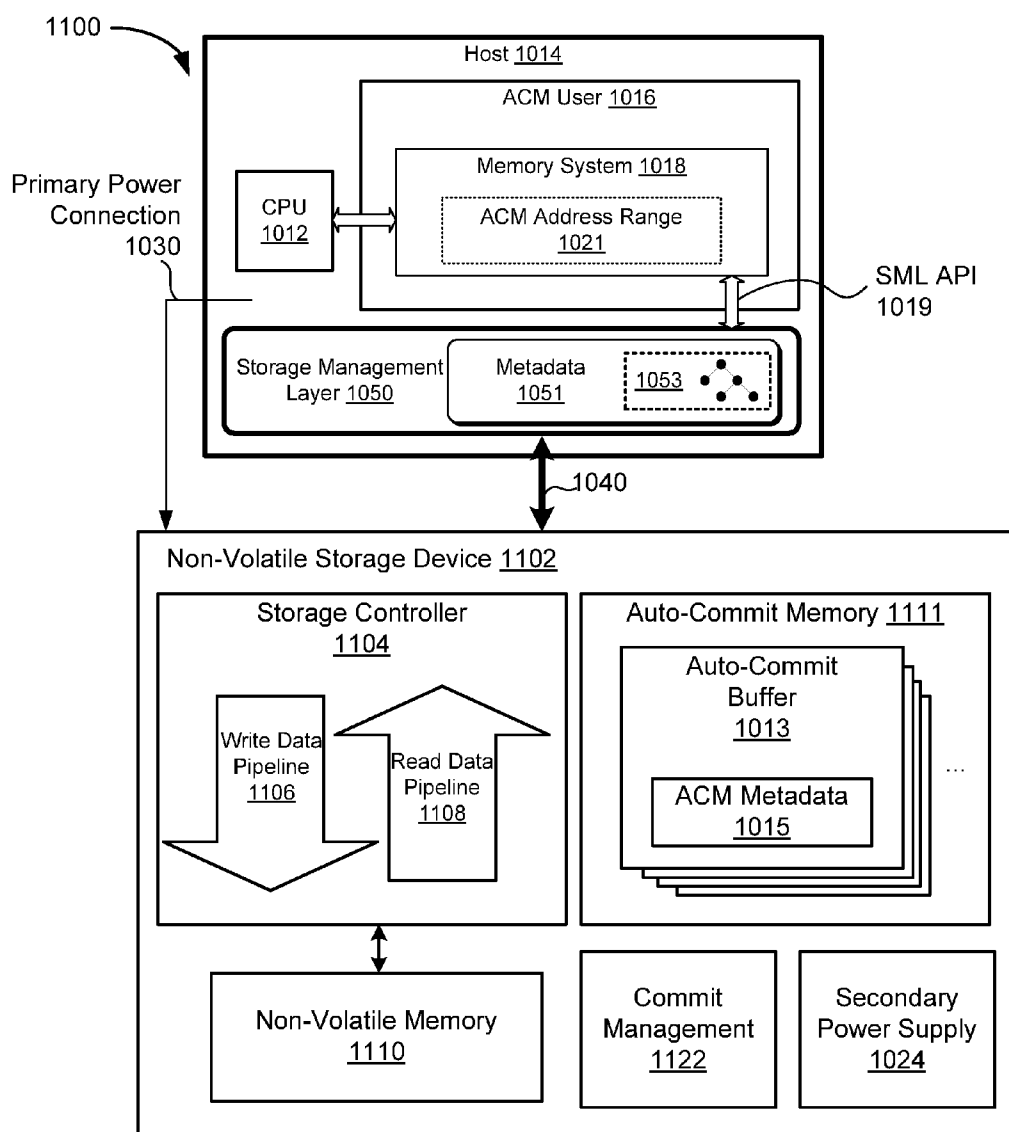 1100
Host 1014
ACM User 1016
Memory System 1018
ACM Address Range
1021
CPU
1012
Primary Power
Connection
1030
SML API
1019
Storage Management
Layer 1050
Metadata
1051
1053
1040
Non-Volatile Storage Device 1102
Storage Controller
1104
Write Data
Pipeline
1106
Read Data
Pipeline
1108
Auto-Commit Memory 1111
Auto-Commit
Buffer
1013
ACM Metadata
1015
...
Non-Volatile Memory
1110
Commit
Management
1122
Secondary
Power Supply
1024